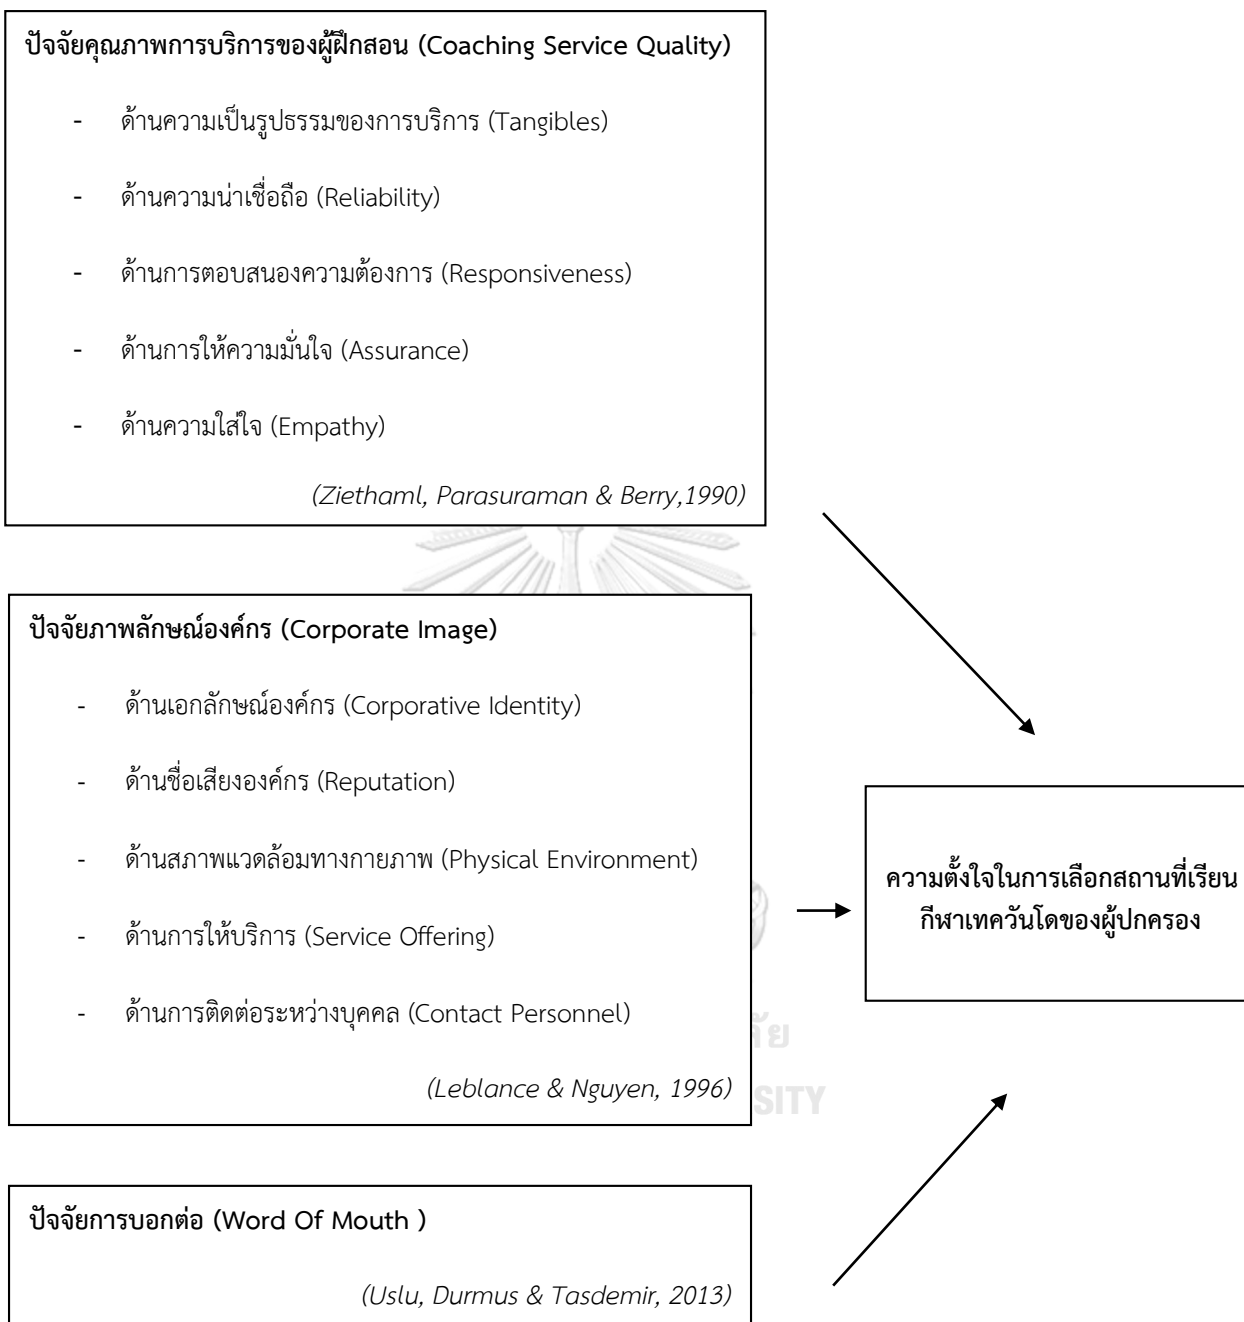 ปัจจัยคุณภาพการบริการของผู้ฝึกสอน (Coaching Service Quality)
- ด้านความเป็นรูปธรรมของการบริการ (Tangibles)
- ด้านความน่าเชื่อถือ (Reliability)
- ด้านการตอบสนองความต้องการ (Responsiveness)
- ด้านการให้ความมั่นใจ (Assurance)
- ด้านความใส่ใจ (Empathy)
(Ziethaml, Parasuraman & Berry,1990)
ปัจจัยภาพลักษณ์องค์กร (Corporate Image)
- ด้านเอกลักษณ์องค์กร (Corporative Identity)
- ด้านชื่อเสียงองค์กร (Reputation)
- ด้านสภาพแวดล้อมทางกายภาพ (Physical Environment)
- ด้านการให้บริการ (Service Offering)
- ด้านการติดต่อระหว่างบุคคล (Contact Personnel)
(Leblance & Nguyen, 1996)
ความตั้งใจในการเลือกสถานที่เรียน
กีฬาเทควันโดของผู้ปกครอง
ปัจจัยการบอกต่อ (Word Of Mouth )
(Uslu, Durmus & Tasdemir, 2013)